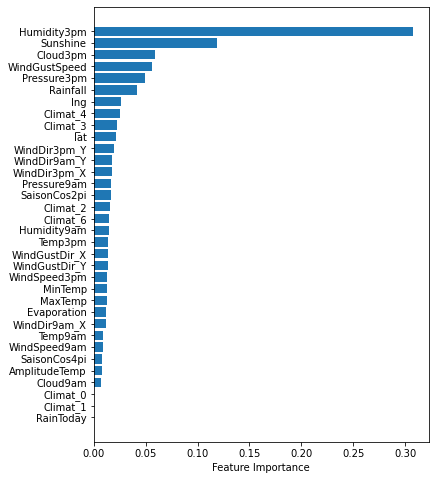 Humidity3pm
Sunshine
Cloud3pm
WindGustSpeed
Pressure3pm
Rainfall
lng
Climat_4
Climat_3
lat
WindDir3pm_Y
WindDir9am_Y
WindDir3pm_X
Pressure9am
SaisonCos2pi
Climat_2
Climat_6
Humidity9am
Temp3pm
WindGustDir_X
WindGustDir_Y
WindSpeed3pm
MinTemp
MaxTemp
Evaporation
WindDir9am_X
Temp9am
WindSpeed9am
SaisonCos4pi
AmplitudeTemp
Cloud9am
Climat_0
Climat_1
RainToday
0.00 0.05 0.10 0.15 0.20 0.25 0.30
Feature Importance